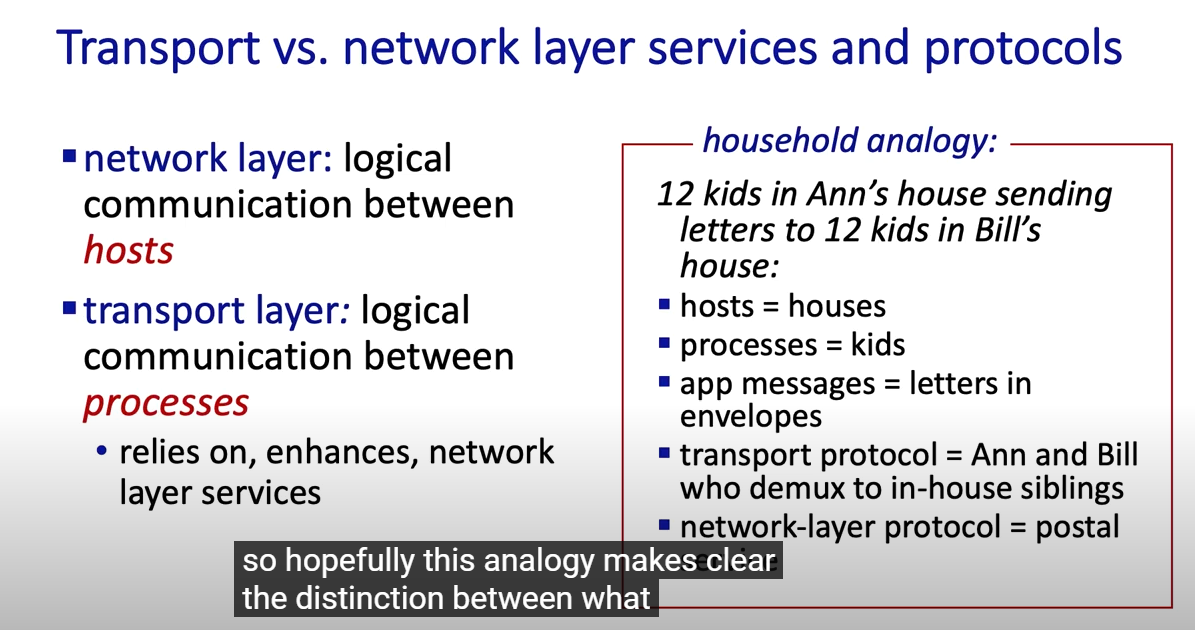 Transport vs. network layer services and protocols
▪ network layer: logical
communication between
hosts
▪ transport layer: logical
communication between
processes
• relies on, enhances, network
layer services
household analogy:
12 kids in Ann’s house sending
letters to 12 kids in Bill’s
house:
▪ hosts = houses
▪ processes = kids
▪ app messages = letters in
envelopes
▪ transport protocol = Ann and Bill
who demux to in-house siblings
▪ network-layer protocol = postal
so hopefully this analogy makes clear
the distinction between what